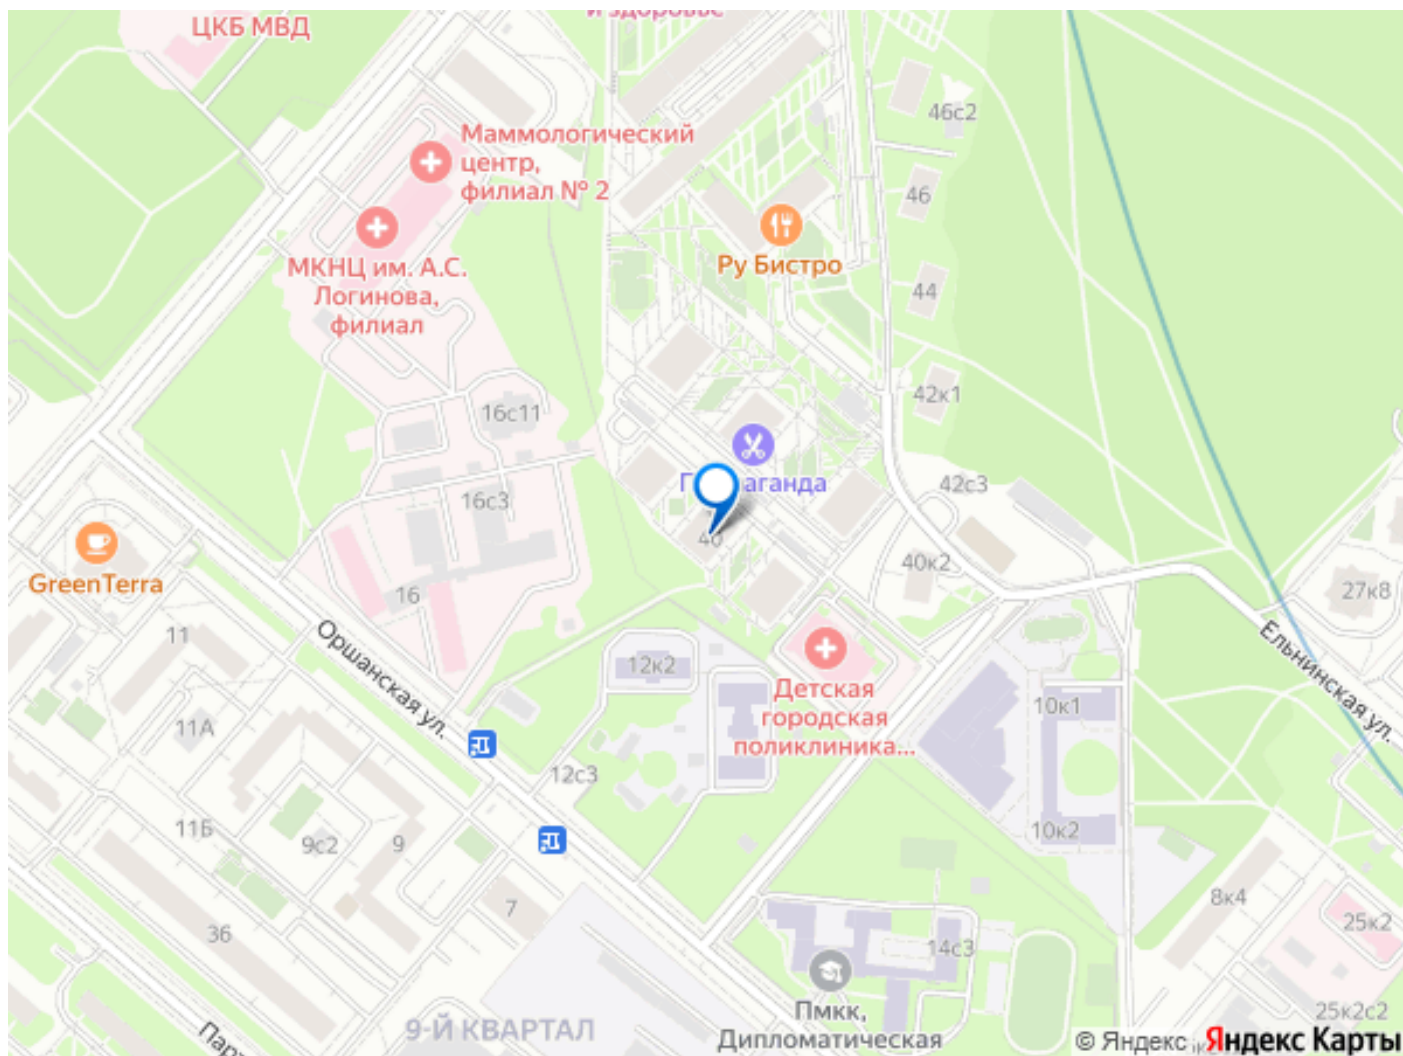 ЦКБ МВД
и здоровье
46с2
Маммологический
центр,
филиал № 2
46
Ру Бистро
МКНЦ им. А.С.
Логинова,
филиал
44
42к1
16с11
42с3
16с3
40
40к2
GreenTerra
27к8
16
11
Оршанская ул.
Ельнинская ул.
12к2
Детская
городская
поликлиника...
10к1
11А
12с3
11Б
9с2
9
10к2
7
8к4
36
25к2
14с3
Пмкк,
Дипломатическая
9-Й КВАРТАЛ
25к2с2
© Яндекс
Яндекс Карты